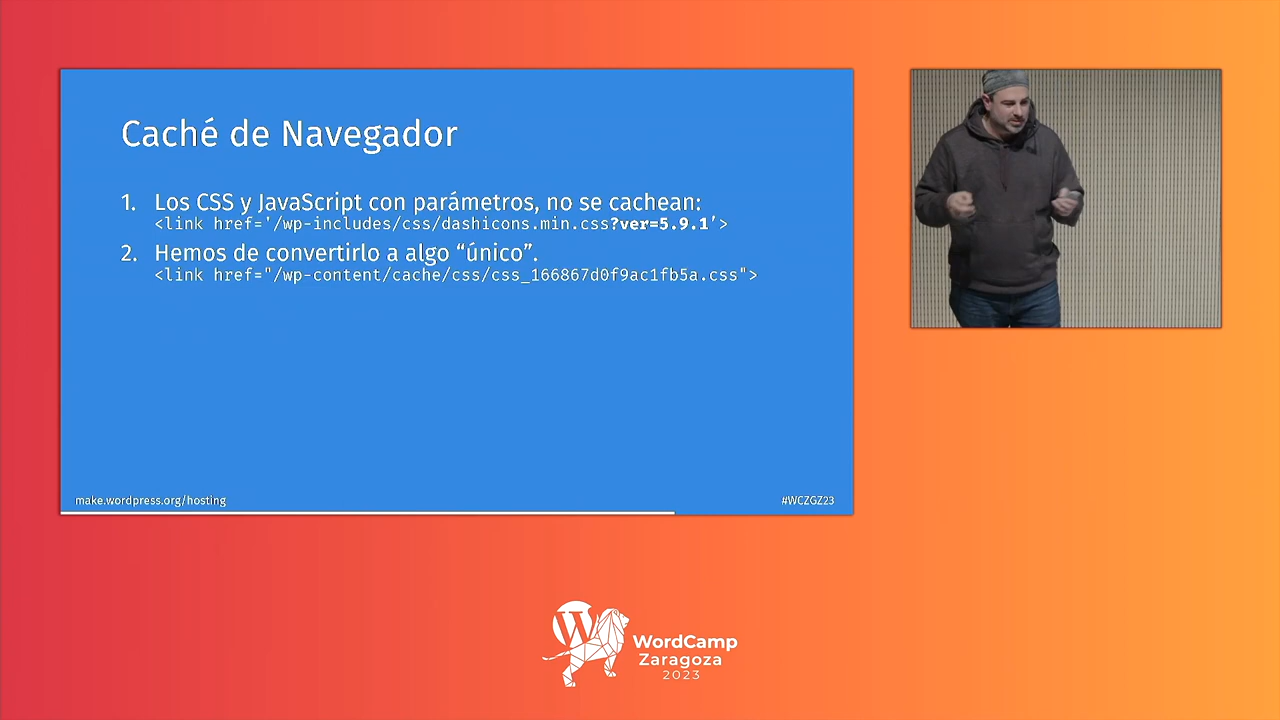 Caché de Navegador
1. Los CSS y JavaScript con parámetros, no se cachean:
<link href='/wp-includes/css/dashicons.min.css?ver=5.9.1'>
2. Hemos de convertirlo a algo “único”.
<link href="/wp-content/cache/css/css_166867d0f9ac1fb5a.css">
make.wordpress.org/hosting
#WCZGZ23
WordCamp
Zaragoza
2023